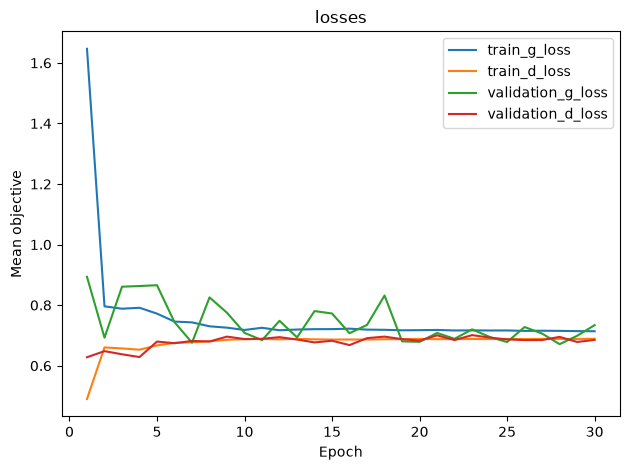 losses
train_g_loss
train_d_loss
validation_g_loss
validation_d_loss
Mean objective
1.6
1.4
1.2
1.0
0.8
0.6
0 5 10 15 20 25 30
Epoch